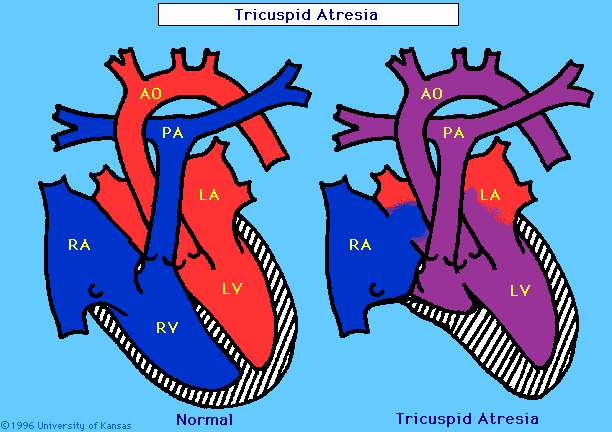 Tricuspid Atresia
AO
PA
LA
RA
LV
RV
AO
PA
LA
RA
LV
Normal
Tricuspid Atresia
©1996 University of Kansas